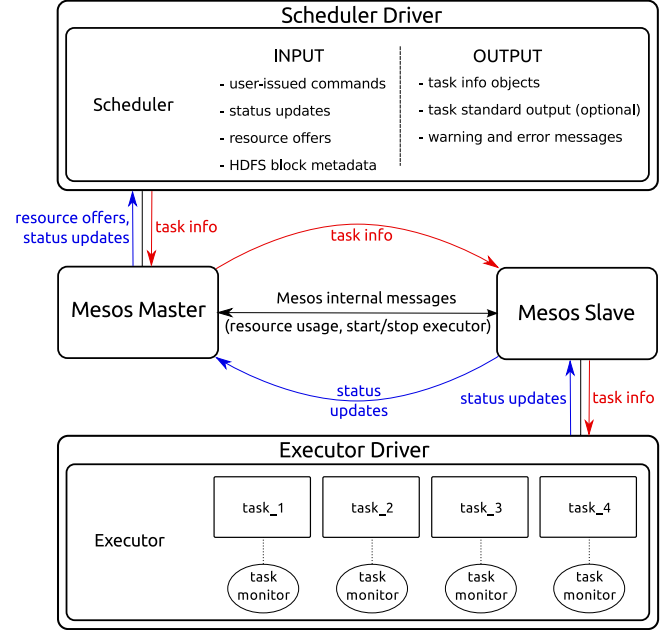 Scheduler Driver
Scheduler
INPUT
- user-issued commands
- status updates
- resource offers
- HDFS block metadata
OUTPUT
- task info objects
- task standard output (optional)
- warning and error messages
resource offers,
status updates
task info
task info
Mesos Master
Mesos internal messages
(resource usage, start/stop executor)
Mesos Slave
status
updates
status updates
task info
Executor Driver
Executor
task_1
task_2
task_3
task_4
task
monitor
task
monitor
task
monitor
task
monitor